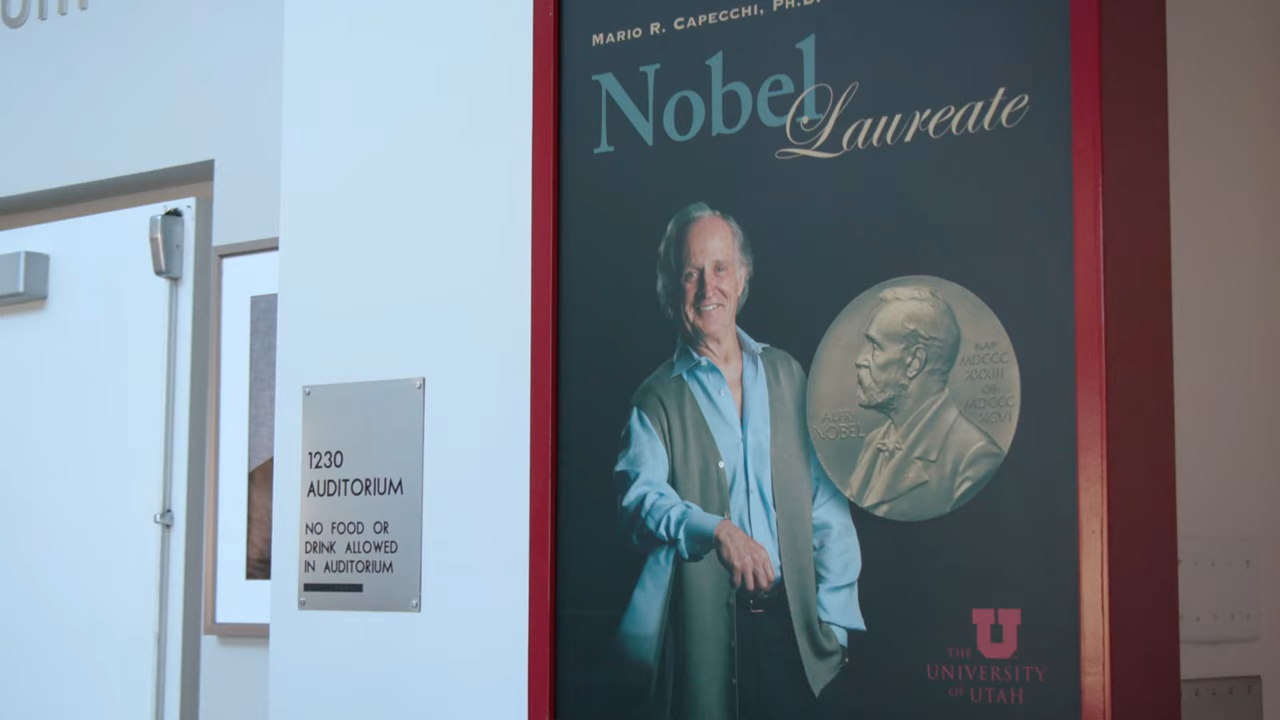 1230
AUDITORIUM
NO FOOD OR
DRINK ALLOWED
IN AUDITORIUM
MARIO R. CAPECCHI, PH.D.
Nobel
Laureate
ALFR.
NOBEL
NAT.
MDCCC
XXXIII
OB.
MDCCC
XCVI
U
THE
UNIVERSITY
OF UTAH